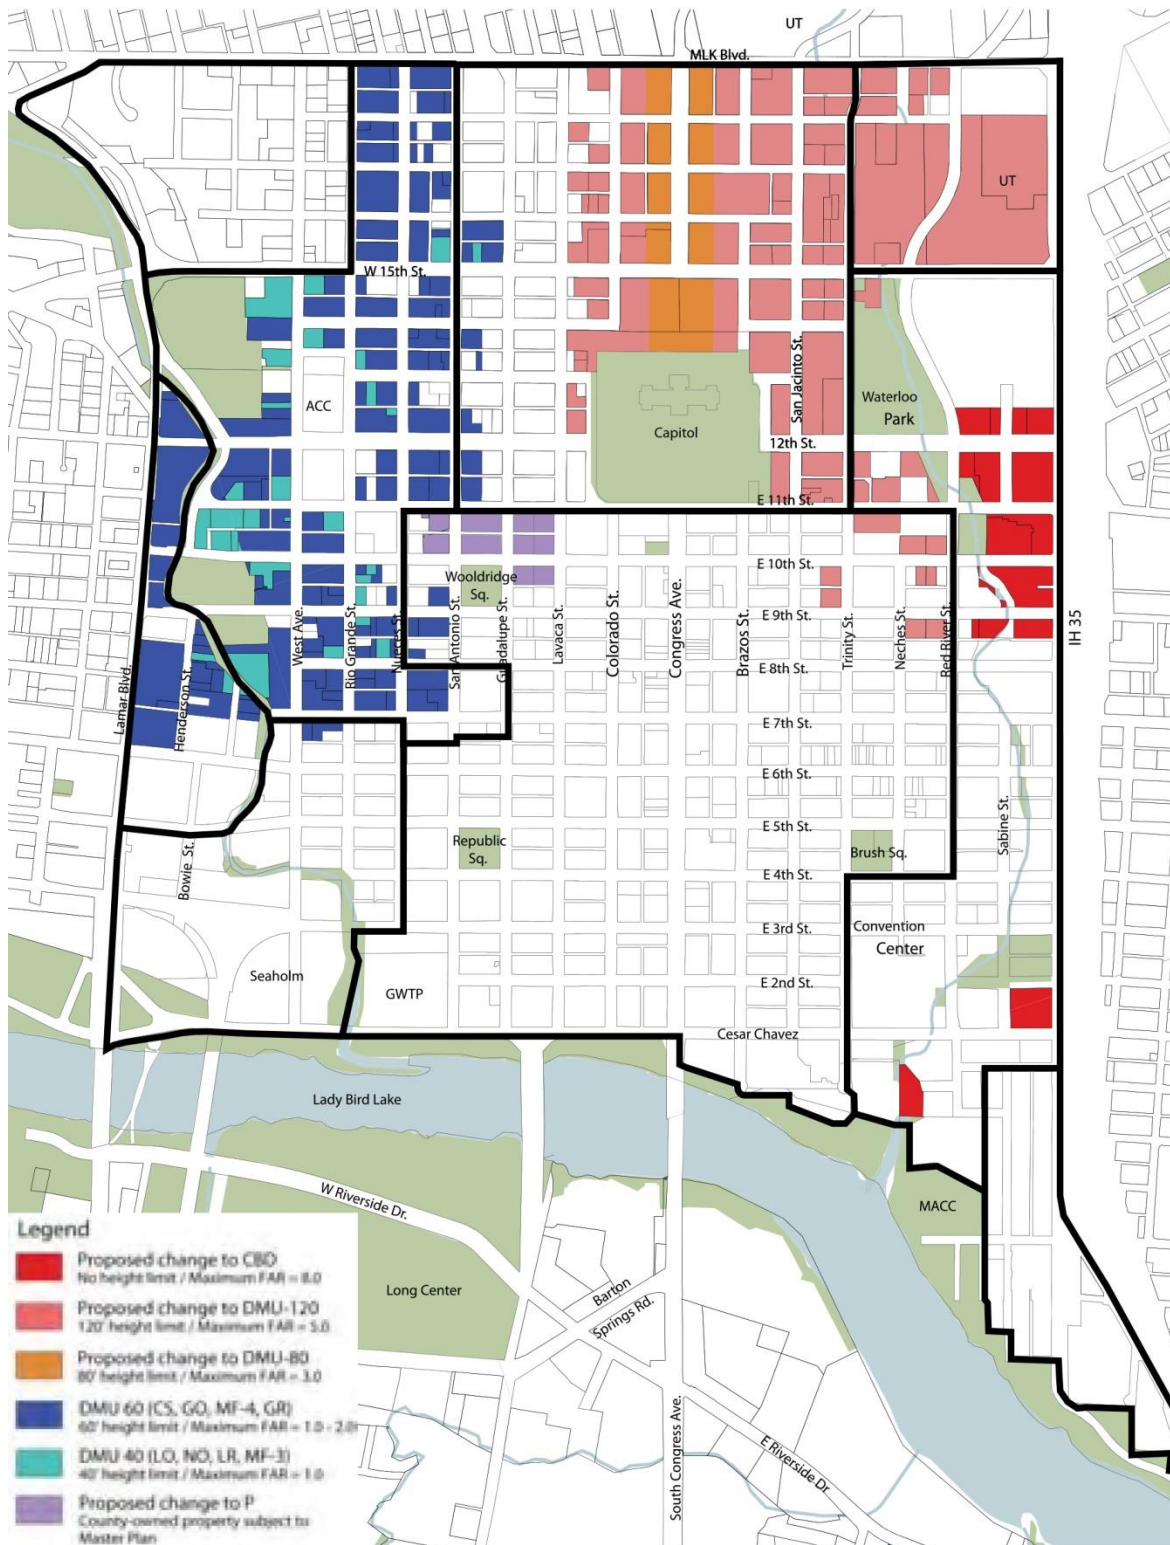 UT
MLK Blvd.
UT
W 15th St.
ACC
San Jacinto St.
Waterloo
Park
Capitol
12th St.
E 11th St.
E 10th St.
Wooldridge
Sq.
E 9th St.
West Ave.
Rio Grande St.
Nueces St.
San Antonio St.
Guadalupe St.
Lavaca St.
Colorado St.
Congress Ave.
Brazos St.
Trinity St.
Neches St.
Red River St.
IH 35
E 8th St.
Lamar Blvd.
Henderson St.
E 7th St.
E 6th St.
E 5th St.
Republic
Sq.
Brush Sq.
Sabine St.
Bowie St.
E 4th St.
E 3rd St.
Convention
Center
Seaholm
GWTP
E 2nd St.
Cesar Chavez
Lady Bird Lake
W Riverside Dr.
MACC
Long Center
Barton
Springs Rd.
South Congress Ave.
E Riverside Dr.
Legend
Proposed change to CBD
No height limit / Maximum FAR = 8.0
Proposed change to DMU-120
120' height limit / Maximum FAR = 5.0
Proposed change to DMU-80
80' height limit / Maximum FAR = 3.0
DMU 60 (CS, GO, MF-4, GR)
60' height limit / Maximum FAR = 1.0 - 2.0
DMU 40 (LO, NO, LR, MF-3)
40' height limit / Maximum FAR = 1.0
Proposed change to P
County-owned property subject to
Master Plan